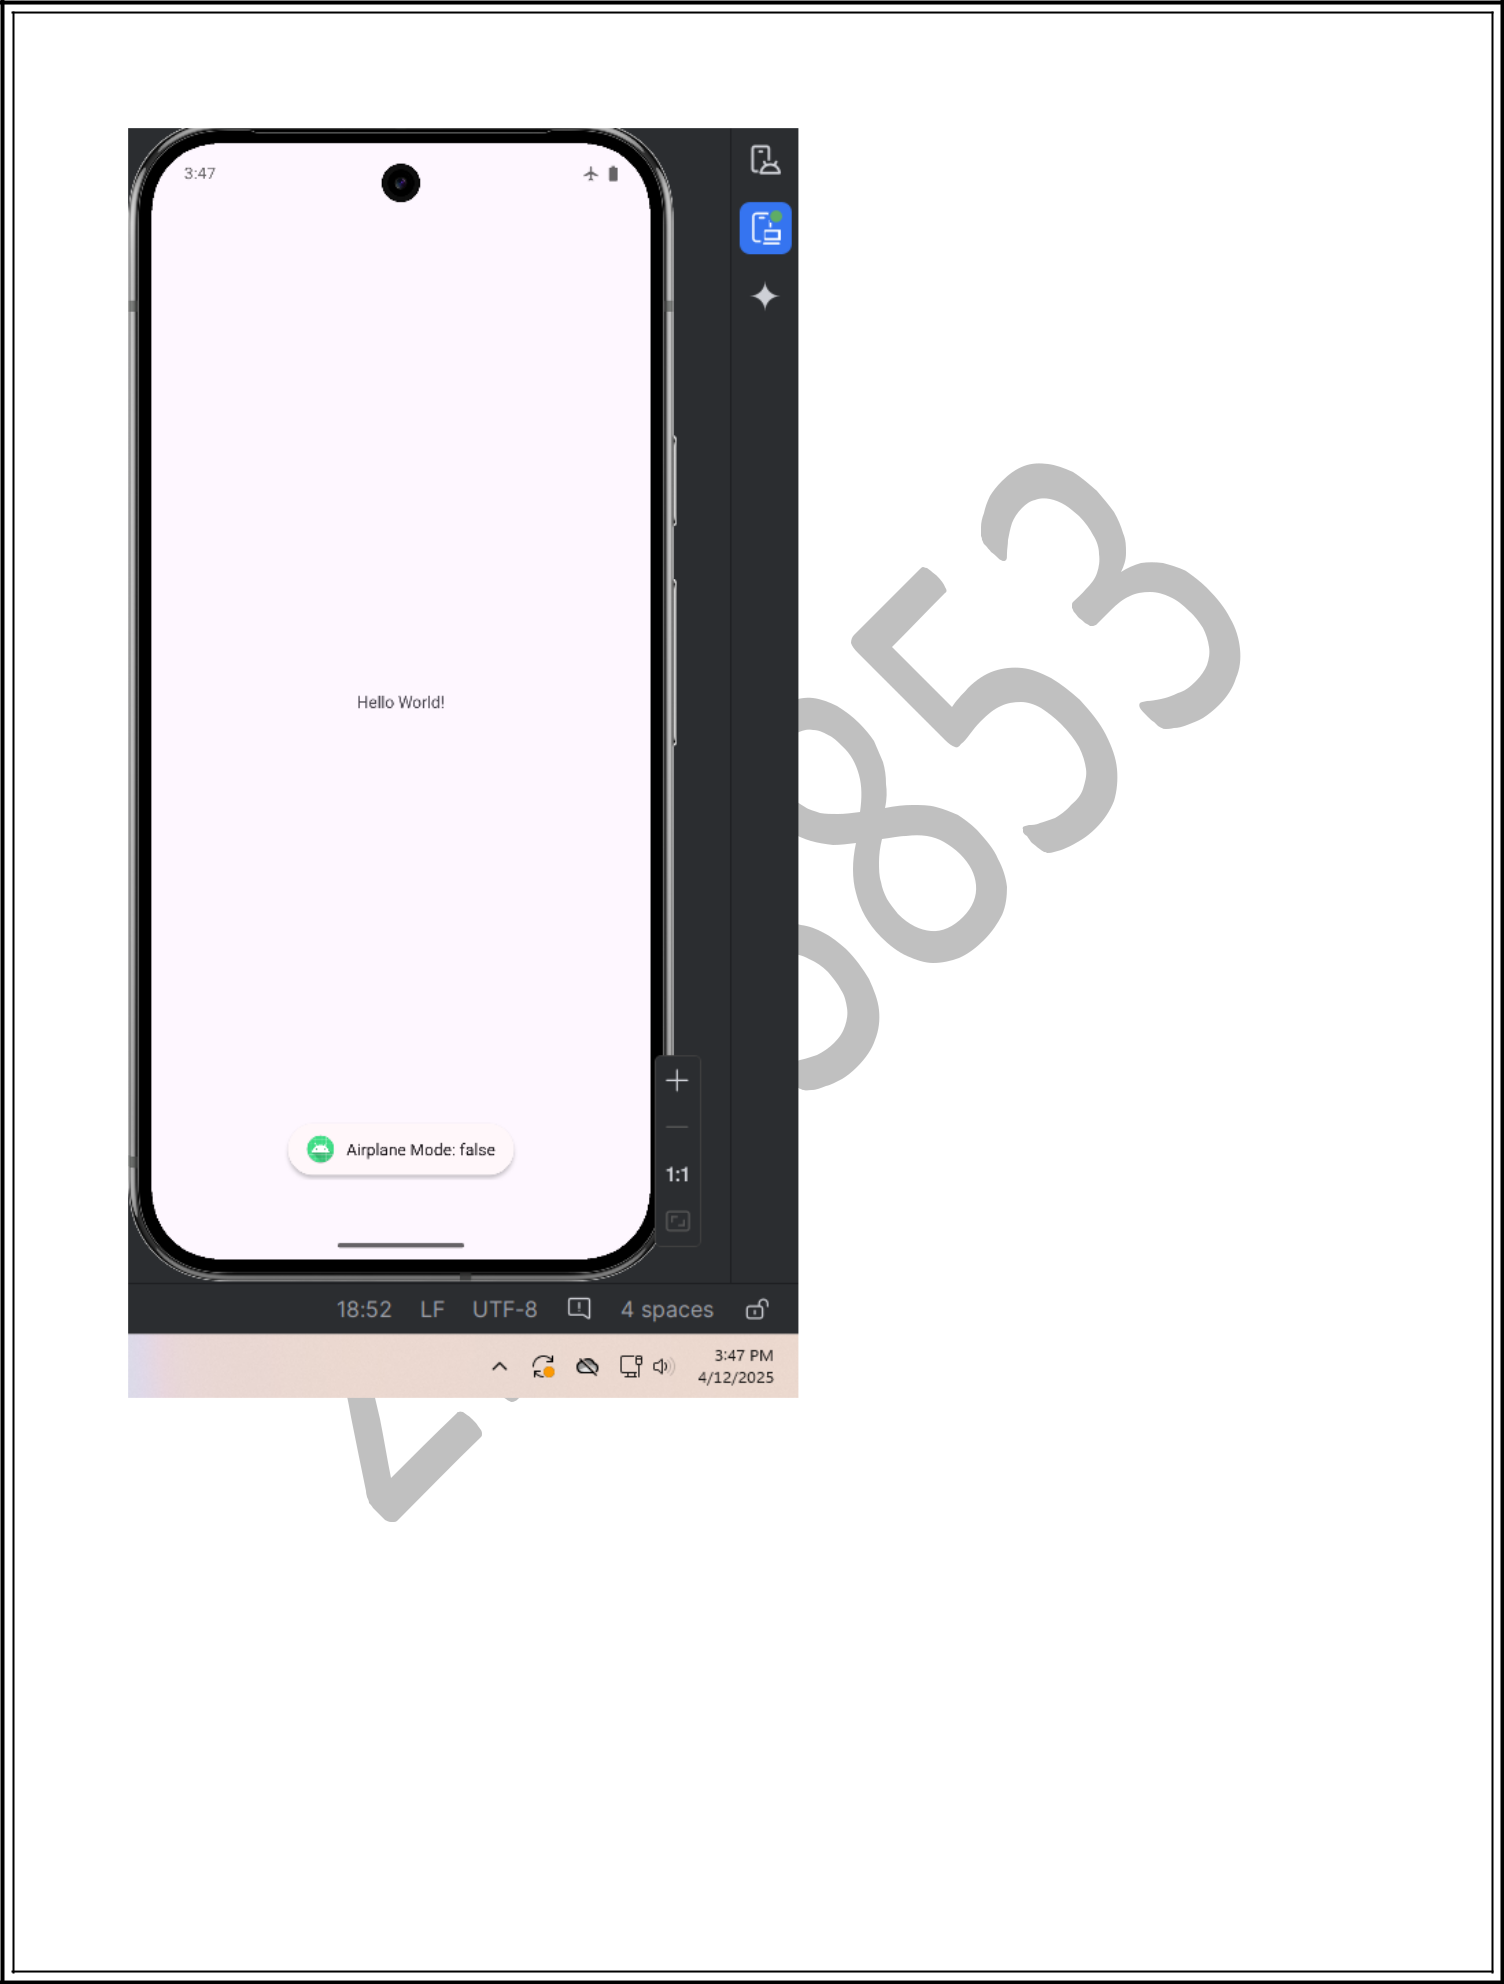 3:47
Hello World!
Airplane Mode: false
1:1
18:52 LF UTF-8 4 spaces
3:47 PM
4/12/2025
853